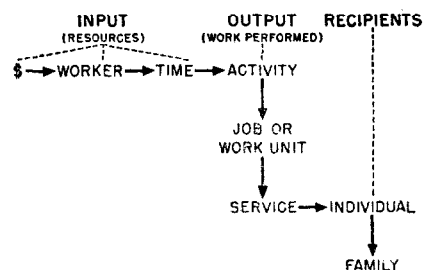 INPUT OUTPUT RECIPIENTS
(RESOURCES) (WORK PERFORMED)
$ WORKER TIME ACTIVITY
JOB OR
WORK UNIT
SERVICE INDIVIDUAL
FAMILY